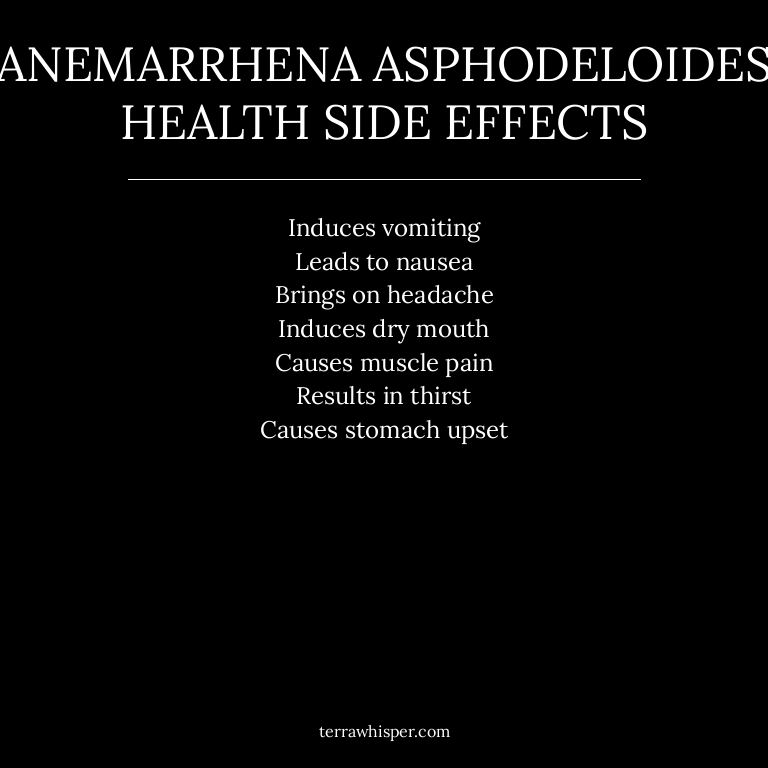 ANEMARRHENA ASPHODELOIDES
HEALTH SIDE EFFECTS
Induces vomiting
Leads to nausea
Brings on headache
Induces dry mouth
Causes muscle pain
Results in thirst
Causes stomach upset
terrawhisper.com